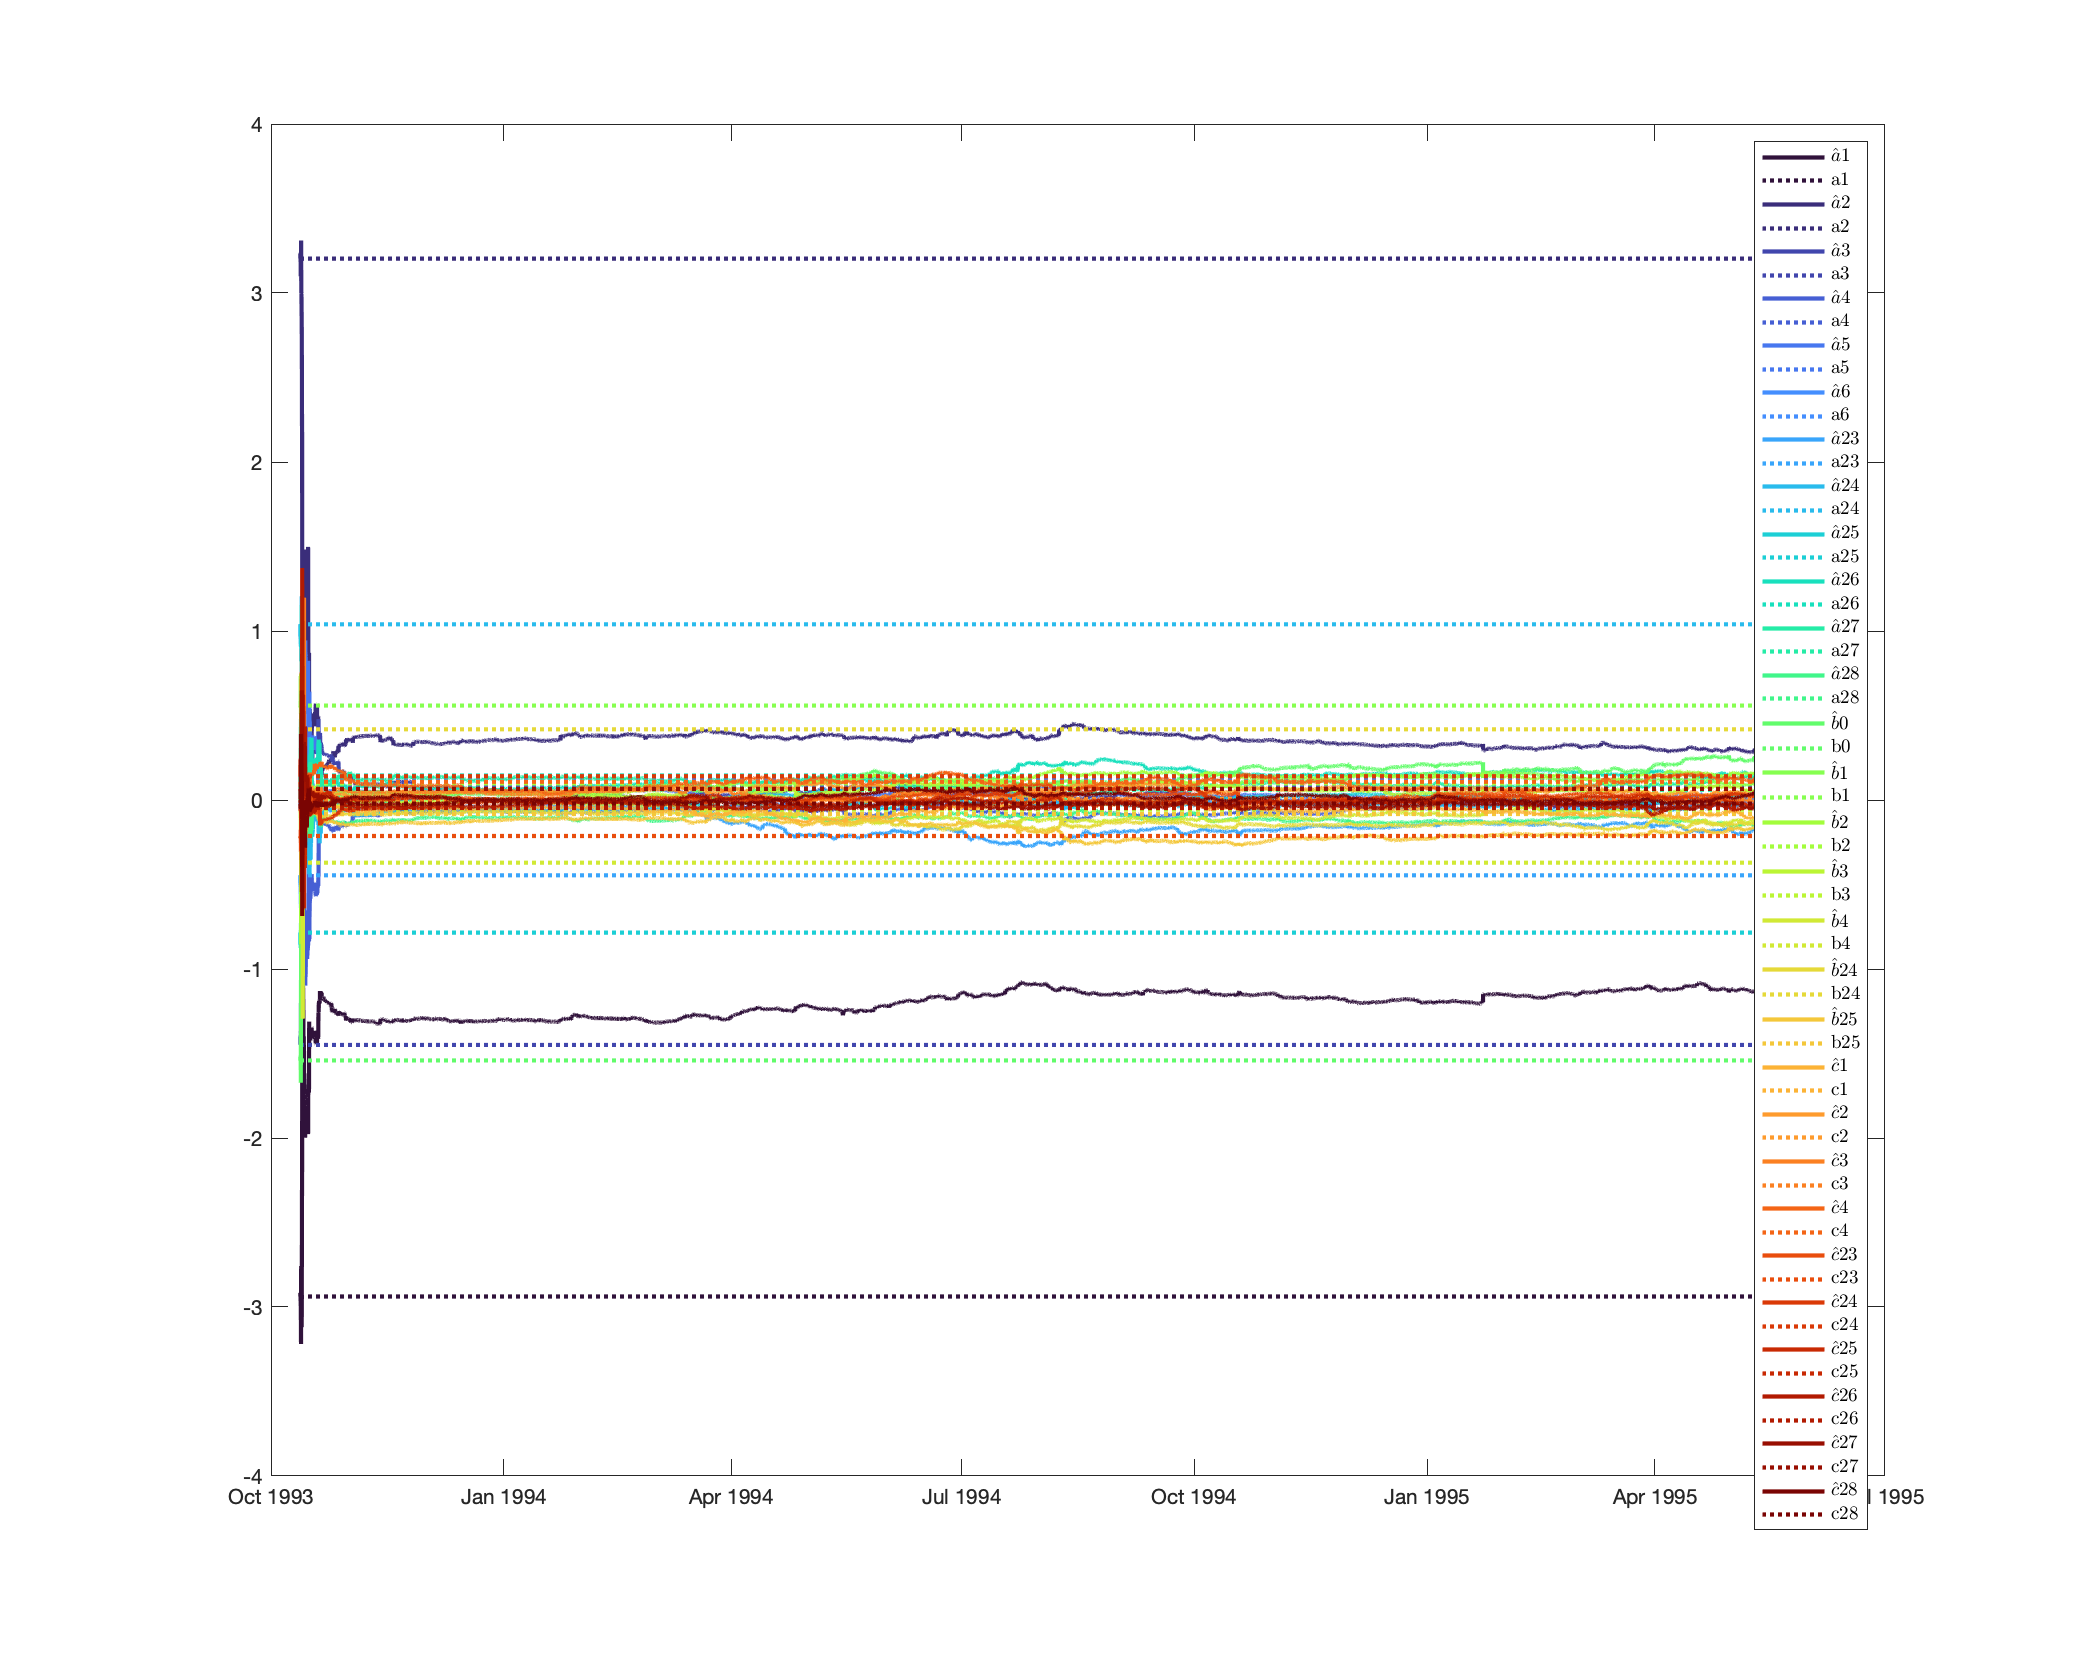 4
3
2
1
0
-1
-2
-3
-4
Oct 1993
Jan 1994
Apr 1994
Jul 1994
Oct 1994
Jan 1995
Apr 1995
l 1995
â1
a1
â2
a2
â3
a3
â4
a4
â5
a5
â6
a6
â23
a23
â24
a24
â25
a25
â26
a26
â27
a27
â28
a28
b̂0
b0
b̂1
b1
b̂2
b2
b̂3
b3
b̂4
b4
b̂24
b24
b̂25
b25
ĉ1
c1
ĉ2
c2
ĉ3
c3
ĉ4
c4
ĉ23
c23
ĉ24
c24
ĉ25
c25
ĉ26
c26
ĉ27
c27
ĉ28
c28